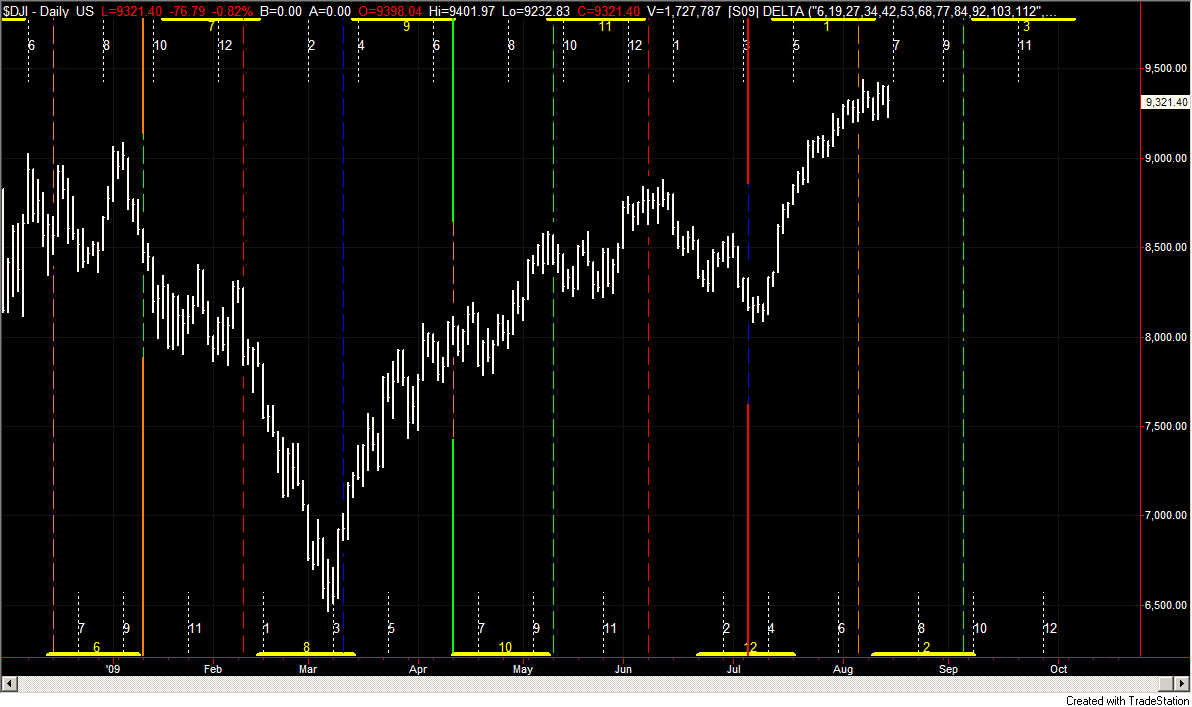 $DJI - Daily US L=9321.40 -76.79 -0.82% B=0.00 A=0.00 O=9398.04 Hi=9401.97 Lo=9232.83 C=9321.40 V=1,727,787 [S09] DELTA ("6,19,27,34,42,53,68,77,84,92,103,112",...
7 9 11 1 3
6 8 10 12 2 4 6 8 10 12 1 3 5 7 9 11
9,500.00
9,321.40
9,000.00
8,500.00
8,000.00
7,500.00
7,000.00
6,500.00
7 9 11 1 3 5 7 9 11 2 4 6 8 10 12
6 8 10 12 2
'09 Feb Mar Apr May Jun Jul Aug Sep Oct
Created with TradeStation